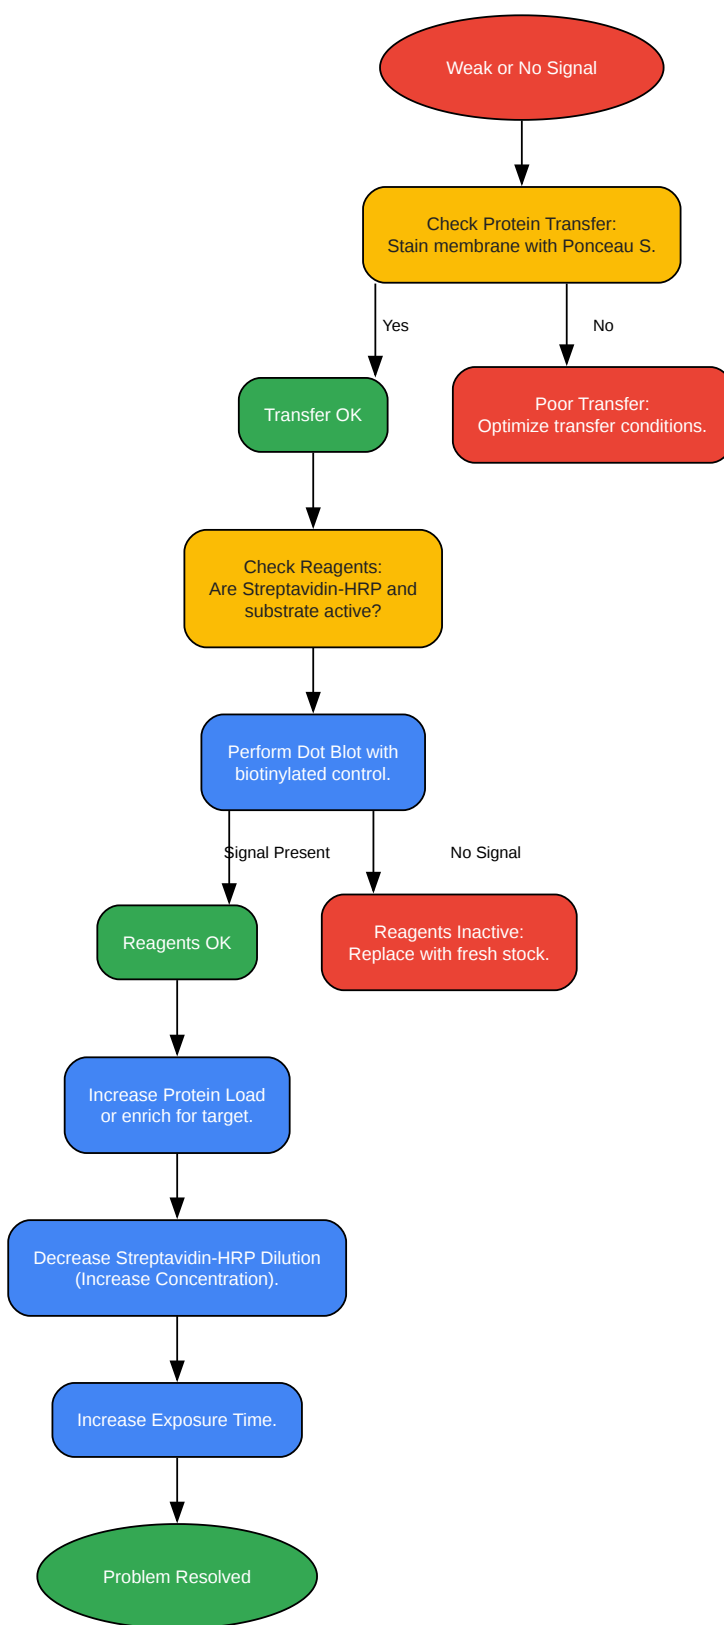 Weak or No Signal
Check Protein Transfer:
Stain membrane with Ponceau S.
Yes
No
Transfer OK
Poor Transfer:
Optimize transfer conditions.
Check Reagents:
Are Streptavidin-HRP and
substrate active?
Perform Dot Blot with
biotinylated control.
Signal Present
No Signal
Reagents OK
Reagents Inactive:
Replace with fresh stock.
Increase Protein Load
or enrich for target.
Decrease Streptavidin-HRP Dilution
(Increase Concentration).
Increase Exposure Time.
Problem Resolved